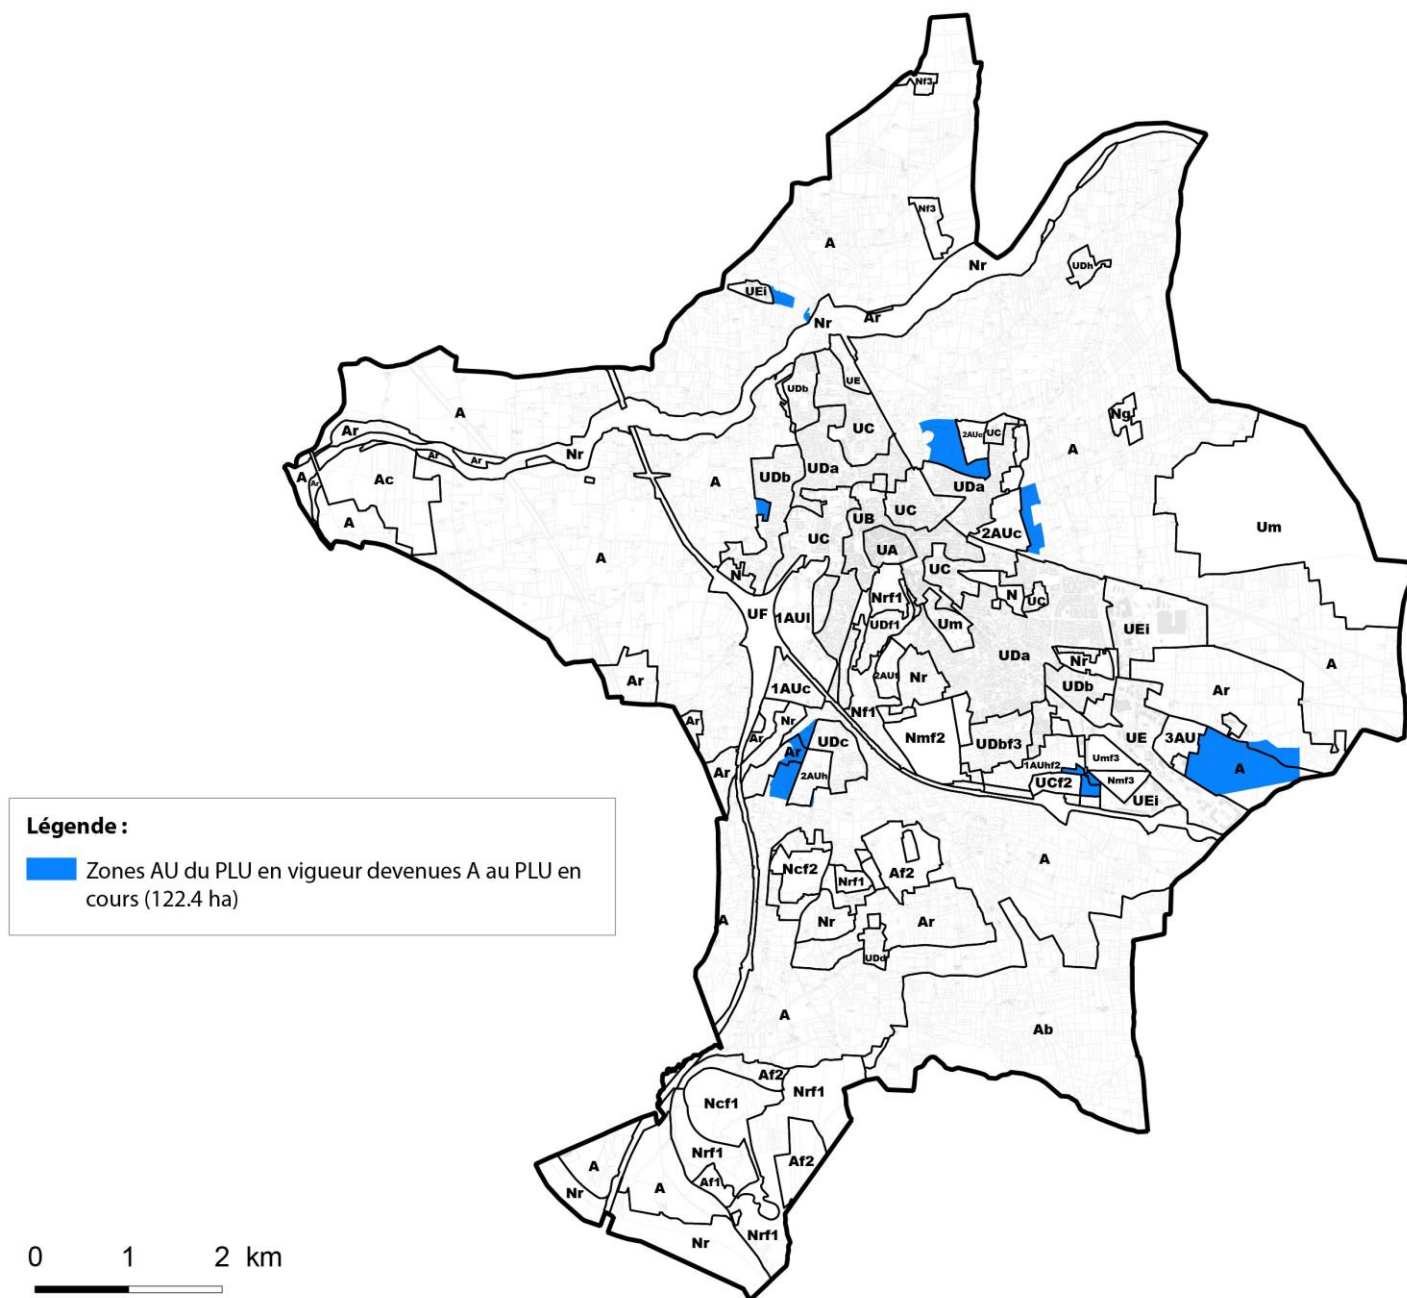 Nf3
Nf3
A
Nr
UDh
UEi
Ar
Nr
UDb
UE
A
Ng
Ar
UC
2AUc
UC
A
Nr
Ar
Ar
A
UDb
UDa
UDa
A
Ar
Ac
UC
UB
Um
A
2AUc
UC
UA
A
UC
N
Nrf1
N
UC
UF
1AUl
UDf1
Um
UEi
UDa
Nr
A
Ar
2AUf
Nr
UDb
Ar
1AUc
Nf1
Ar
Nr
Ar
Nmf2
UDbf3
UE
3AU
Ar
UDc
Umf3
1AUhf2
A
Ar
2AUh
UCf2
Nmf3
UEi
Légende :
Zones AU du PLU en vigueur devenues A au PLU en
cours (122.4 ha)
A
Ncf2
Nrf1
Af2
A
Nr
Ar
UDd
A
Ab
Af2
Nrf1
Ncf1
Nrf1
Af2
A
Af1
A
Nr
Nrf1
Nr
0 1 2 km